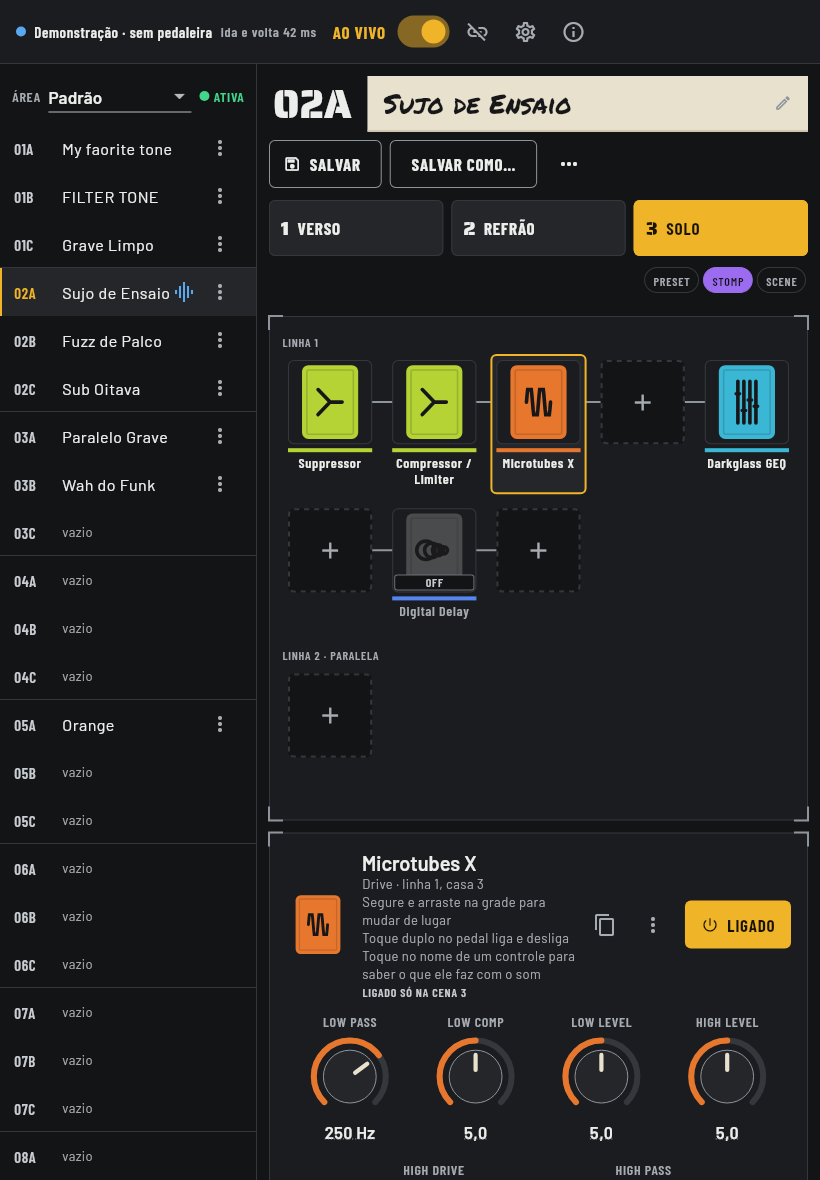 Demonstração · sem pedaleira Ida e volta 42 ms AO VIVO
ÁREA Padrão ATIVA
01A My faorite tone
01B FILTER TONE
01C Grave Limpo
02A Sujo de Ensaio
02B Fuzz de Palco
02C Sub Oitava
03A Paralelo Grave
03B Wah do Funk
03C vazio
04A vazio
04B vazio
04C vazio
05A Orange
05B vazio
05C vazio
06A vazio
06B vazio
06C vazio
07A vazio
07B vazio
07C vazio
08A vazio
02A Sujo de Ensaio
SALVAR SALVAR COMO...
1 VERSO 2 REFRÃO 3 SOLO
PRESET STOMP SCENE
LINHA 1
Suppressor Compressor / Microtubes X Darkglass GEQ
Limiter
OFF
Digital Delay
LINHA 2 · PARALELA
Microtubes X
Drive · linha 1, casa 3
Segure e arraste na grade para
mudar de lugar
Toque duplo no pedal liga e desliga
Toque no nome de um controle para
saber o que ele faz com o som
LIGADO SÓ NA CENA 3
LIGADO
LOW PASS LOW COMP LOW LEVEL HIGH LEVEL
250 Hz 5,0 5,0 5,0
HIGH DRIVE HIGH PASS